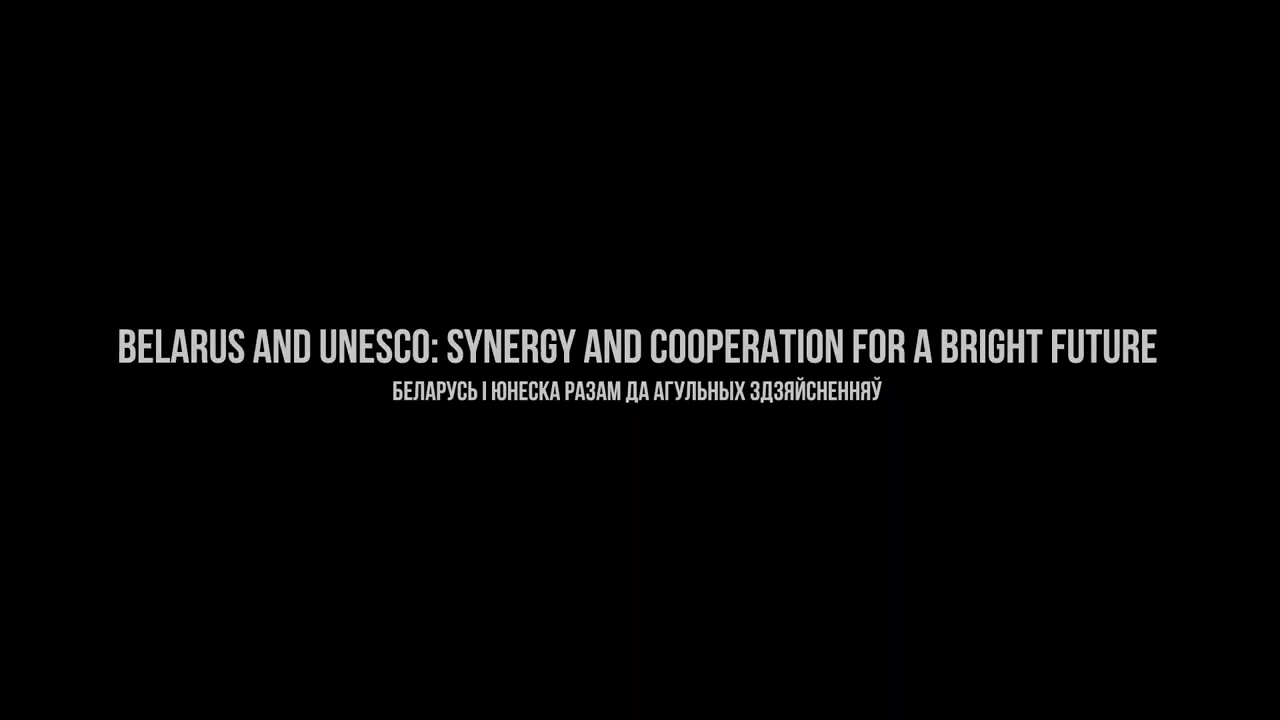 BELARUS AND UNESCO: SYNERGY AND COOPERATION FOR A BRIGHT FUTURE
БЕЛАРУСЬ І ЮНЕСКА РАЗАМ ДА АГУЛЬНЫХ ЗДЗЯЙСНЕННЯЎ